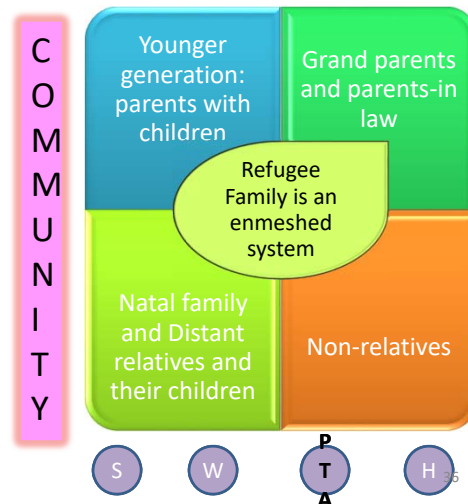 C
O
M
M
U
N
I
T
Y
Younger
generation:
parents with
children
Grand parents
and parents-in
law
Refugee
Family is an
enmeshed
system
Natal family
and Distant
relatives and
their children
Non-relatives
S
W
P
T
A
H
36